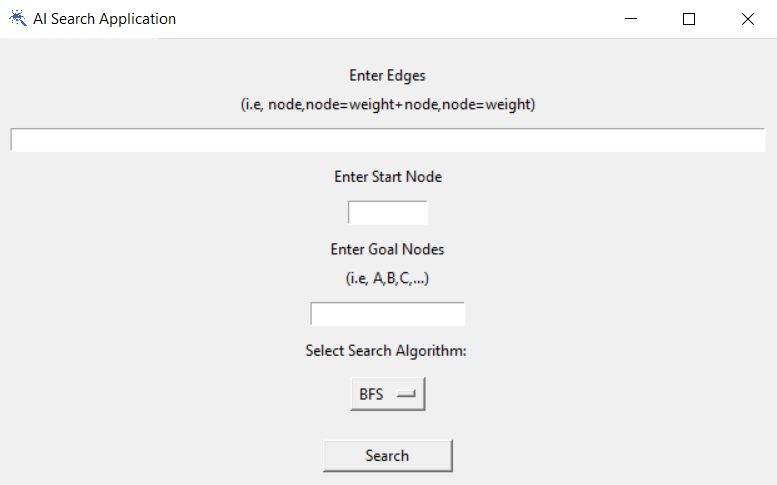 AI Search Application
Enter Edges
(i.e, node,node=weight+node,node=weight)
Enter Start Node
Enter Goal Nodes
(i.e, A,B,C,...)
Select Search Algorithm:
BFS
Search